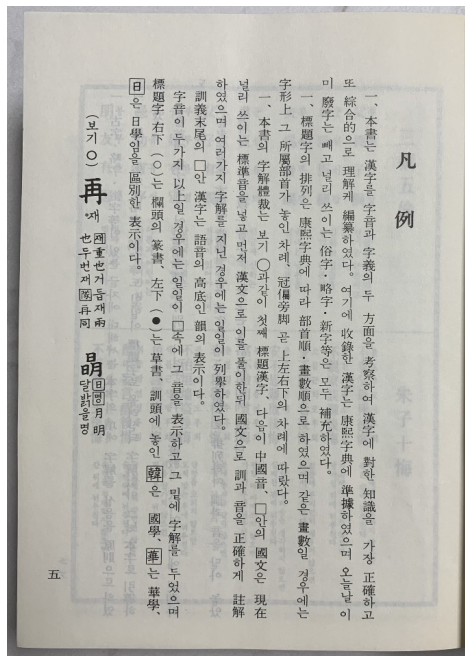 凡例
一、本書는 漢字를 字音과 字義의 두 方面을 考察하여 漢字에 對한 知識을 가장 正確하고
또 綜合的으로 理解케 編纂하였다。여기에 收錄한 漢字는 康熙字典에 準據하였으며 오늘날 이
미 廢字는 빼고 널리 쓰이는 俗字・略字・新字等은 모두 補充하였다。
一、標題字의 排列은 康熙字典에 따라 部首順・畫數順으로 하였으며 같은 畫數일 경우에는
字形上 그 所屬部首가 놓인 차례、冠偏旁脚 곧 上左右下의 차례에 따랐다。
一、本書의 字解體裁는 보기 ○과같이 첫째 標題漢字、다음이 中國音、□안의 國文은 現在
널리 쓰이는 標準音을 넣고 먼저 漢文으로 이를 풀이한뒤 國文으로 訓과 音을 正確하게 註解
하였으며 여러가지 字解를 지닌 경우에는 일일이 列擧하였다。
訓義末尾의 □안 漢字는 語音의 高底인 韻의 表示이다。
字音이 두가지 以上일 경우에는 일일이 □속에 그 音을 表示하고 그 밑에 字解를 두었으며
標題字 右下 (○)는 欄頭의 篆書、左下 (●)는 草書、訓頭에 놓인 韓은 國學、華는 華學、
日은 日學임을 區別한 表示이다。
(보기 ○) 再 재 重也거듭재兩
也두번재 再同
朙 日명 月 明
달밝을명
五